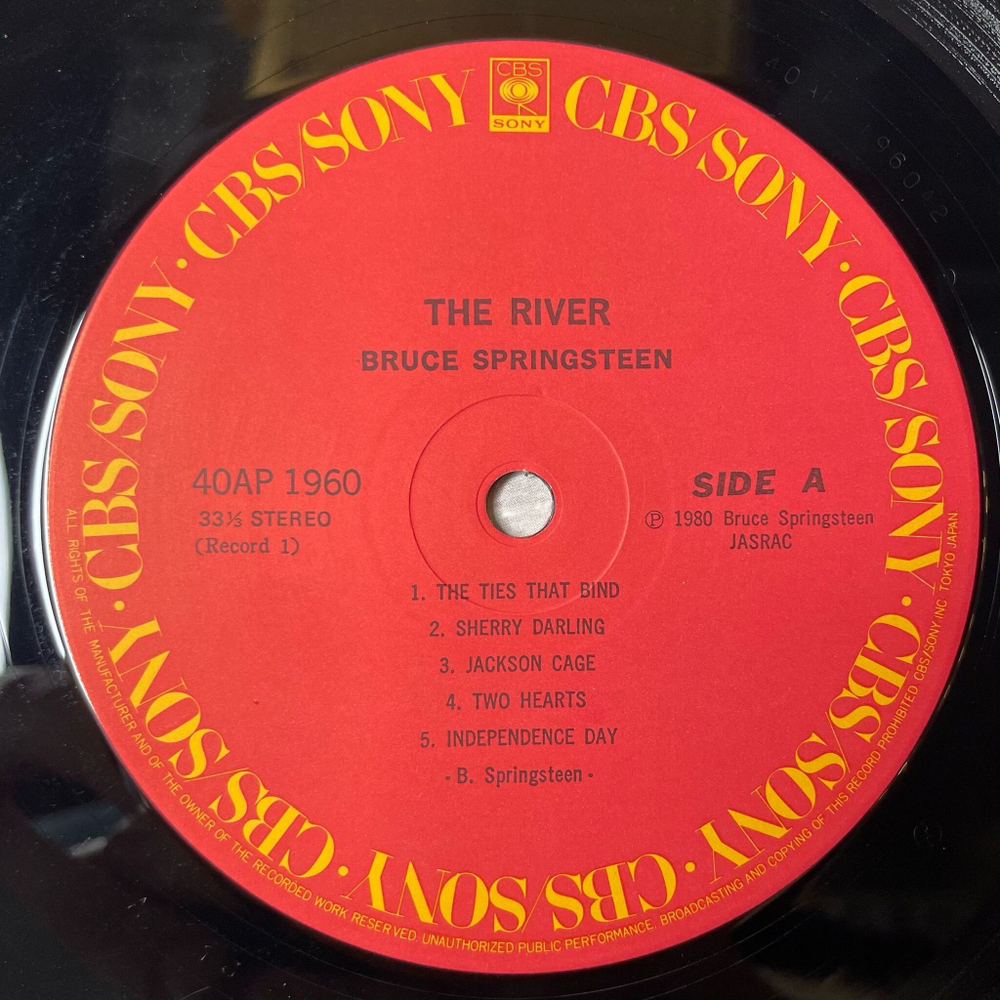 CBS
SONY
CBS/SONY · CBS/SONY · CBS/SONY · CBS/SONY · CBS/SONY · CBS/SONY · CBS/SONY · CBS/SONY
THE RIVER
BRUCE SPRINGSTEEN
40AP 1960
33⅓ STEREO
(Record 1)
SIDE A
Ⓟ 1980 Bruce Springsteen
JASRAC
1. THE TIES THAT BIND
2. SHERRY DARLING
3. JACKSON CAGE
4. TWO HEARTS
5. INDEPENDENCE DAY
-B. Springsteen-
ALL RIGHTS OF THE MANUFACTURER AND OF THE OWNER OF THE RECORDED WORK RESERVED. UNAUTHORIZED PUBLIC PERFORMANCE, BROADCASTING AND COPYING OF THIS RECORD PROHIBITED CBS/SONY INC TOKYO JAPAN